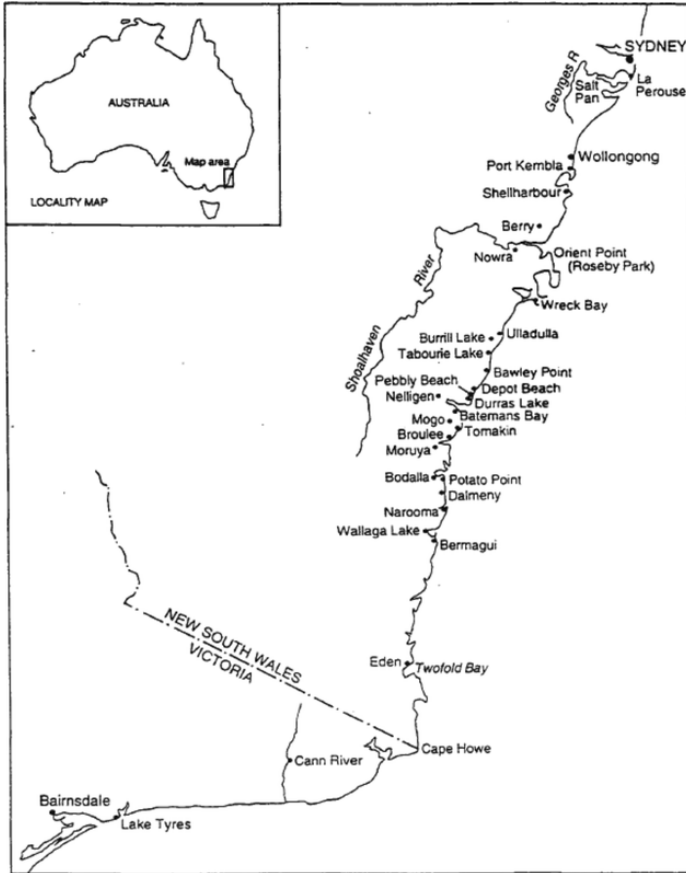 AUSTRALIA
Map area
LOCALITY MAP
SYDNEY
Georges R
Salt
Pan
La
Perouse
Wollongong
Port Kembla
Shellharbour
Berry
Nowra
Orient Point
(Roseby Park)
Shoalhaven River
Wreck Bay
Burrill Lake
Ulladulla
Tabourie Lake
Bawley Point
Pebbly Beach
Depot Beach
Nelligen
Durras Lake
Batemans Bay
Mogo
Tomakin
Broulee
Moruya
Bodalla
Potato Point
Dalmeny
Narooma
Wallaga Lake
Bermagui
NEW SOUTH WALES
VICTORIA
Eden
Twofold Bay
Cape Howe
Cann River
Bairnsdale
Lake Tyres